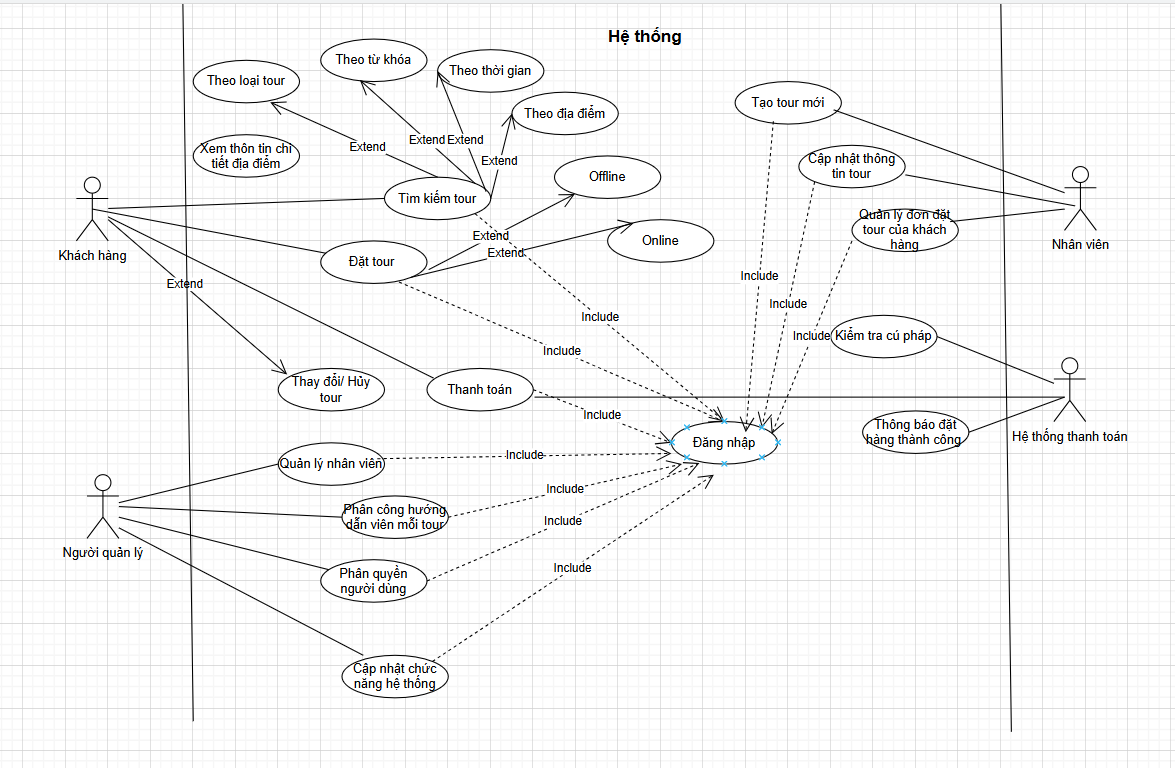 Hệ thống
Theo từ khóa
Theo thời gian
Theo loại tour
Theo địa điểm
Tạo tour mới
Extend
Extend
Extend
Extend
Xem thôn tin chi
tiết địa điểm
Cập nhật thông
tin tour
Offline
Tìm kiếm tour
Khách hàng
Quản lý đơn đặt
tour của khách
hàng
Nhân viên
Extend
Online
Extend
Đặt tour
Extend
Include
Include
Include
Include
Include
Kiểm tra cú pháp
Thay đổi/ Hủy
tour
Thanh toán
Include
Thông báo đặt
hàng thành công
Hệ thống thanh toán
Đăng nhập
Quản lý nhân viên
Include
Include
Phân công hướng
dẫn viên mỗi tour
Include
Người quản lý
Include
Phân quyền
người dùng
Cập nhật chức
năng hệ thống